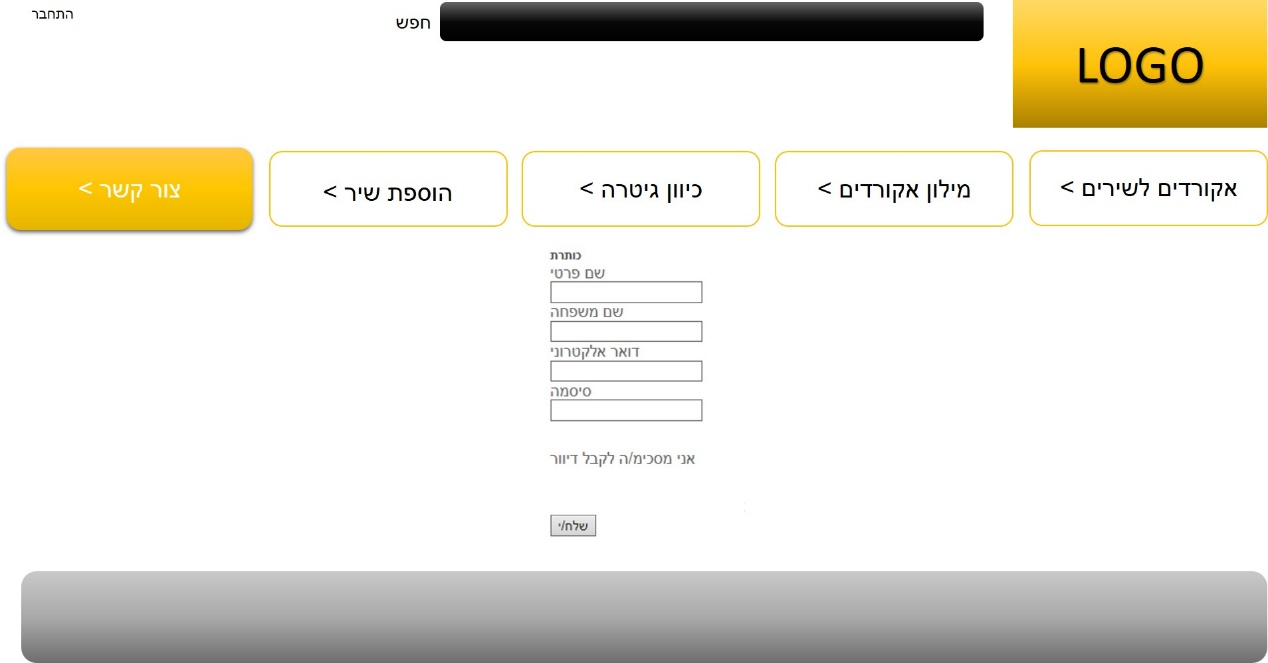 LOGO
חפש
התחבר
אקורדים לשירים >
מילון אקורדים >
כיוון גיטרה >
הוספת שיר >
צור קשר >
כותרת
שם פרטי
שם משפחה
דואר אלקטרוני
סיסמה
אני מסכימ/ה לקבל דיוור
שלח/י